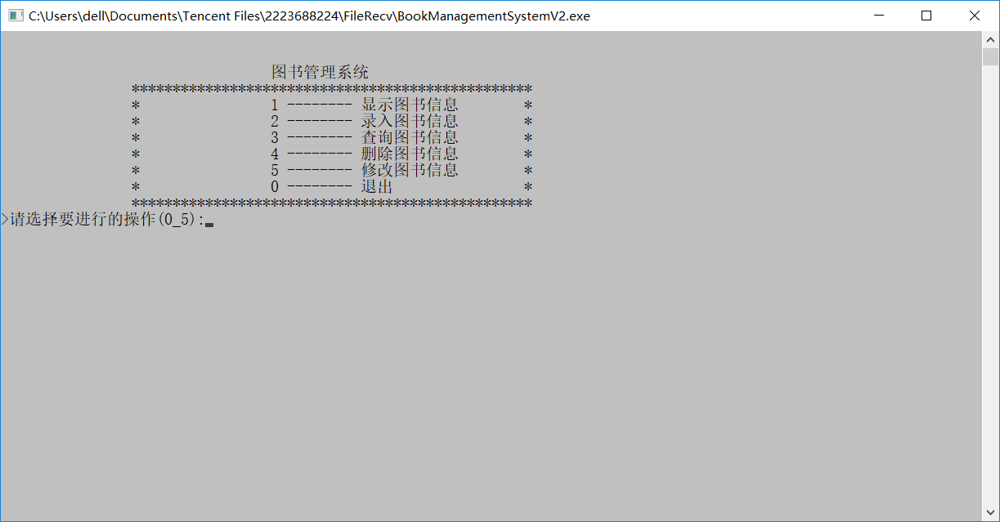 C:\Users\dell\Documents\Tencent Files\2223688224\FileRecv\BookManagementSystemV2.exe
图书管理系统
*************************************************
* 1 -------- 显示图书信息 *
* 2 -------- 录入图书信息 *
* 3 -------- 查询图书信息 *
* 4 -------- 删除图书信息 *
* 5 -------- 修改图书信息 *
* 0 -------- 退出 *
*************************************************
>请选择要进行的操作(0_5):